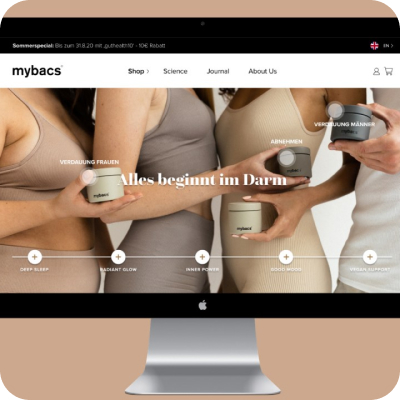 Sommerspecial: Bis zum 31.8.20 mit „guthealth10“ - 10€ Rabatt
EN
mybacs
Shop
Science
Journal
About Us
VERDAUUNG MÄNNER
ABNEHMEN
VERDAUUNG FRAUEN
Alles beginnt im Darm
mybacs
mybacs
DEEP SLEEP
RADIANT GLOW
INNER POWER
GOOD MOOD
VEGAN SUPPORT